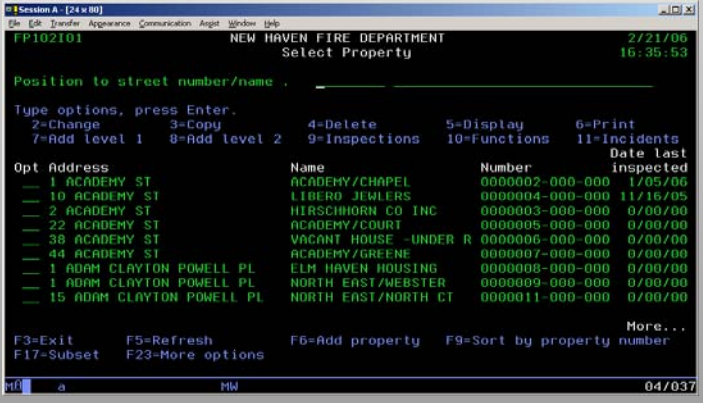 Session A - [24 x 80]
File Edit Transfer Appearance Communication Assist Window Help
FP102I01 NEW HAVEN FIRE DEPARTMENT 2/21/06
Select Property 16:35:53
Position to street number/name .
Type options, press Enter.
2=Change 3=Copy 4=Delete 5=Display 6=Print
7=Add level 1 8=Add level 2 9=Inspections 10=Functions 11=Incidents
Date last
Opt Address Name Number inspected
1 ACADEMY ST ACADEMY/CHAPEL 0000002-000-000 1/05/06
10 ACADEMY ST LIBERO JEWLERS 0000004-000-000 11/16/05
2 ACADEMY ST HIRSCHHORN CO INC 0000003-000-000 0/00/00
22 ACADEMY ST ACADEMY/COURT 0000005-000-000 0/00/00
38 ACADEMY ST VACANT HOUSE -UNDER R 0000006-000-000 0/00/00
44 ACADEMY ST ACADEMY/GREENE 0000007-000-000 0/00/00
1 ADAM CLAYTON POWELL PL ELM HAVEN HOUSING 0000008-000-000 0/00/00
1 ADAM CLAYTON POWELL PL NORTH EAST/WEBSTER 0000009-000-000 0/00/00
15 ADAM CLAYTON POWELL PL NORTH EAST/NORTH CT 0000011-000-000 0/00/00
More...
F3=Exit F5=Refresh F6=Add property F9=Sort by property number
F17=Subset F23=More options
a MW 04/037